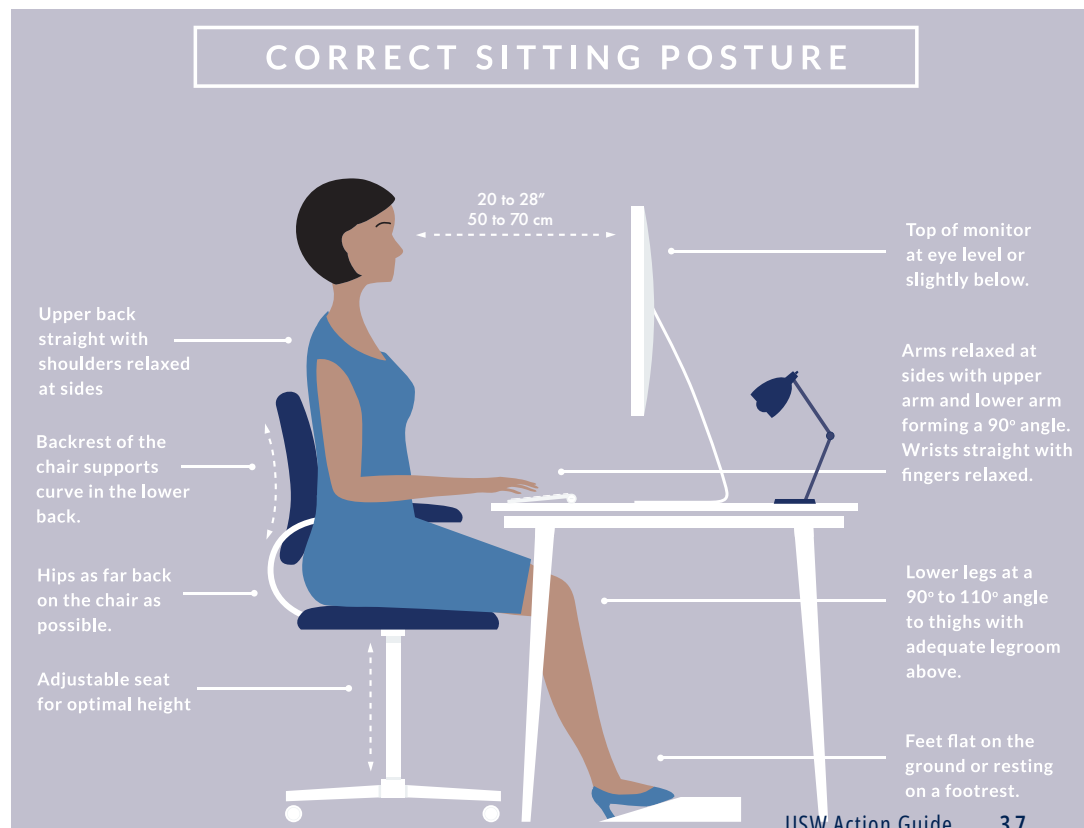 CORRECT SITTING POSTURE
20 to 28”
50 to 70 cm
Upper back
straight with
shoulders relaxed
at sides
Backrest of the
chair supports
curve in the lower
back.
Hips as far back
on the chair as
possible.
Adjustable seat
for optimal height
Top of monitor
at eye level or
slightly below.
Arms relaxed at
sides with upper
arm and lower arm
forming a 90° angle.
Wrists straight with
fingers relaxed.
Lower legs at a
90° to 110° angle
to thighs with
adequate legroom
above.
Feet flat on the
ground or resting
on a footrest.
USW Action Guide 37